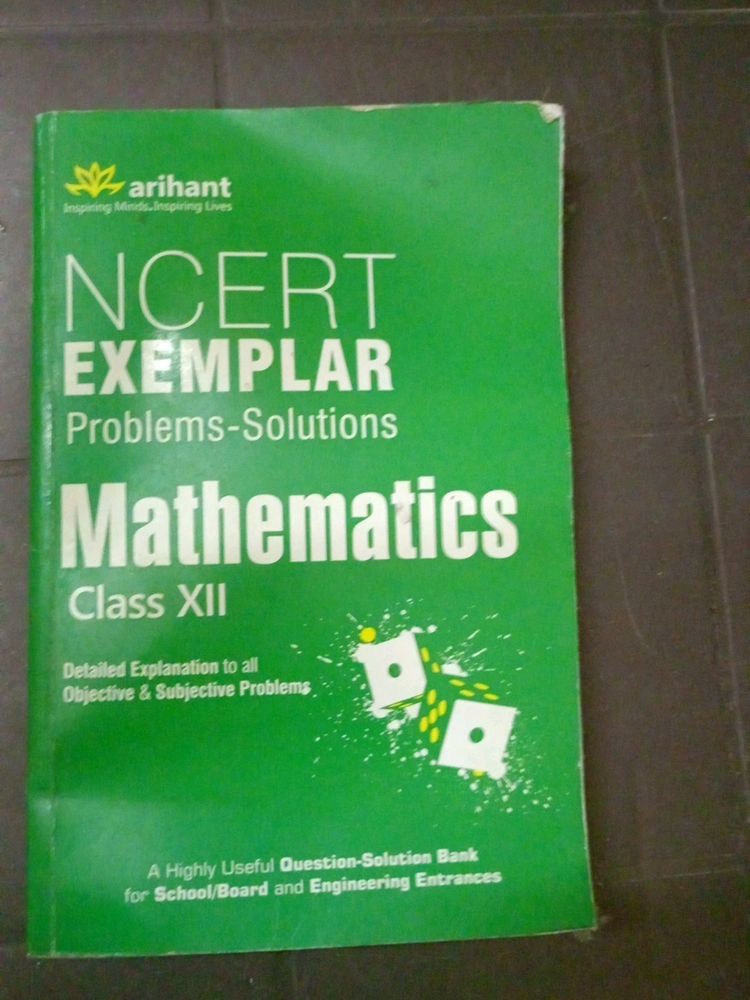 arihant
Inspiring Minds.Inspiring Lives
NCERT
EXEMPLAR
Problems-Solutions
Mathematics
Class XII
Detailed Explanation to all
Objective & Subjective Problems
A Highly Useful Question-Solution Bank
for School/Board and Engineering Entrances